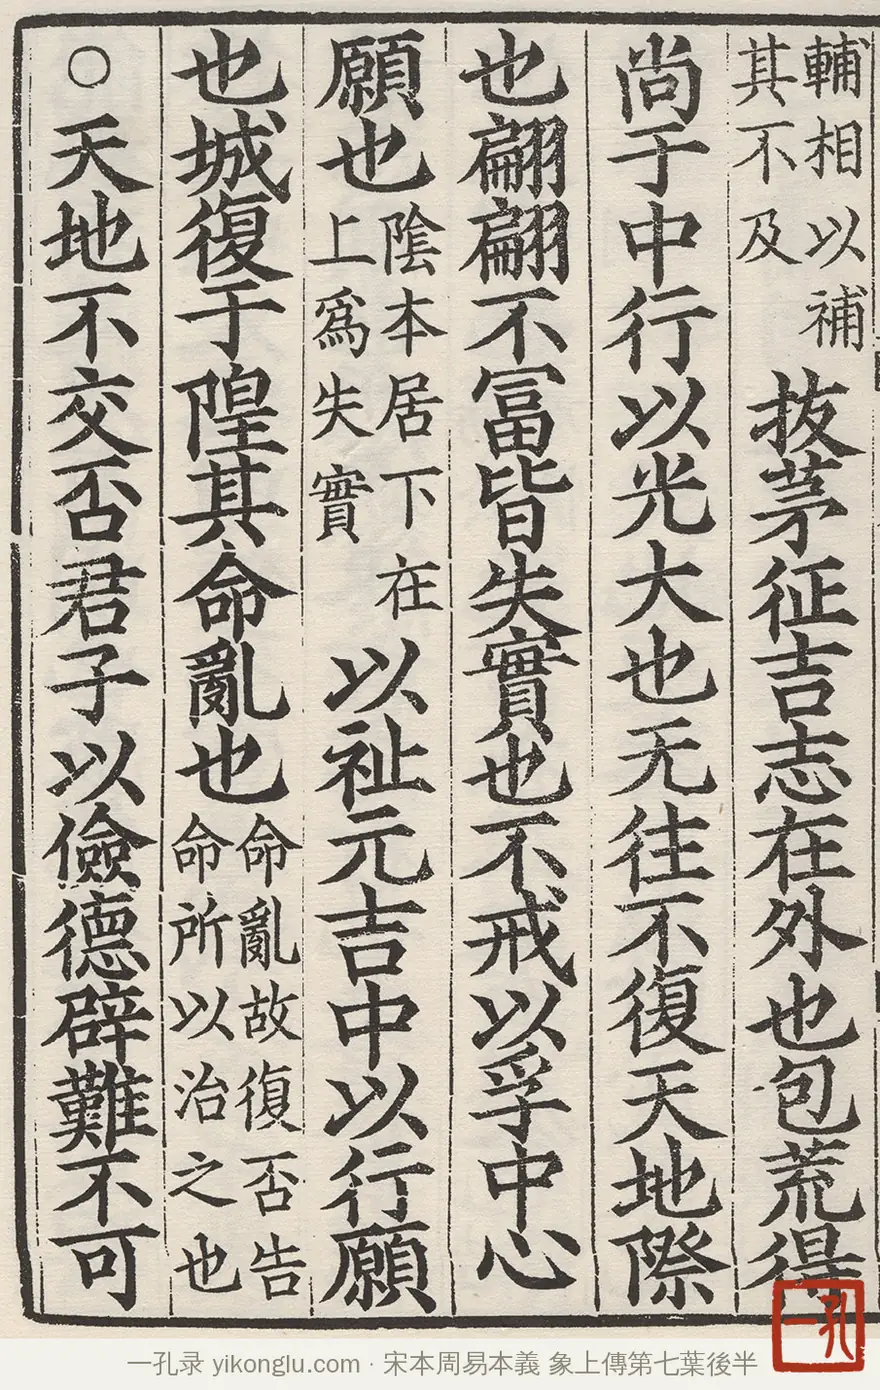 輔相以補其不及拔茅征吉志在外也包荒得
尚于中行以光大也无往不復天地際
也翩翩不冨皆失實也不戒以孚中心
願也陰本居下在上爲失實以祉元吉中以行願
也城復于隍其命亂也命亂故復否告命所以治之也
○天地不交否君子以儉德辟難不可
一孔
一孔录 yikonglu.com · 宋本周易本義 象上傳第七葉後半